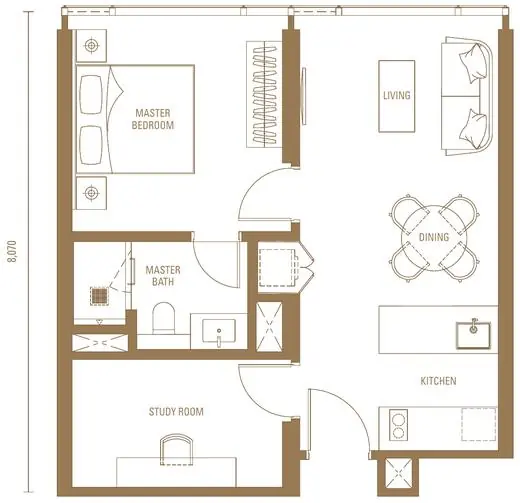 MASTER
BEDROOM
LIVING
DINING
MASTER
BATH
8,070
KITCHEN
STUDY ROOM